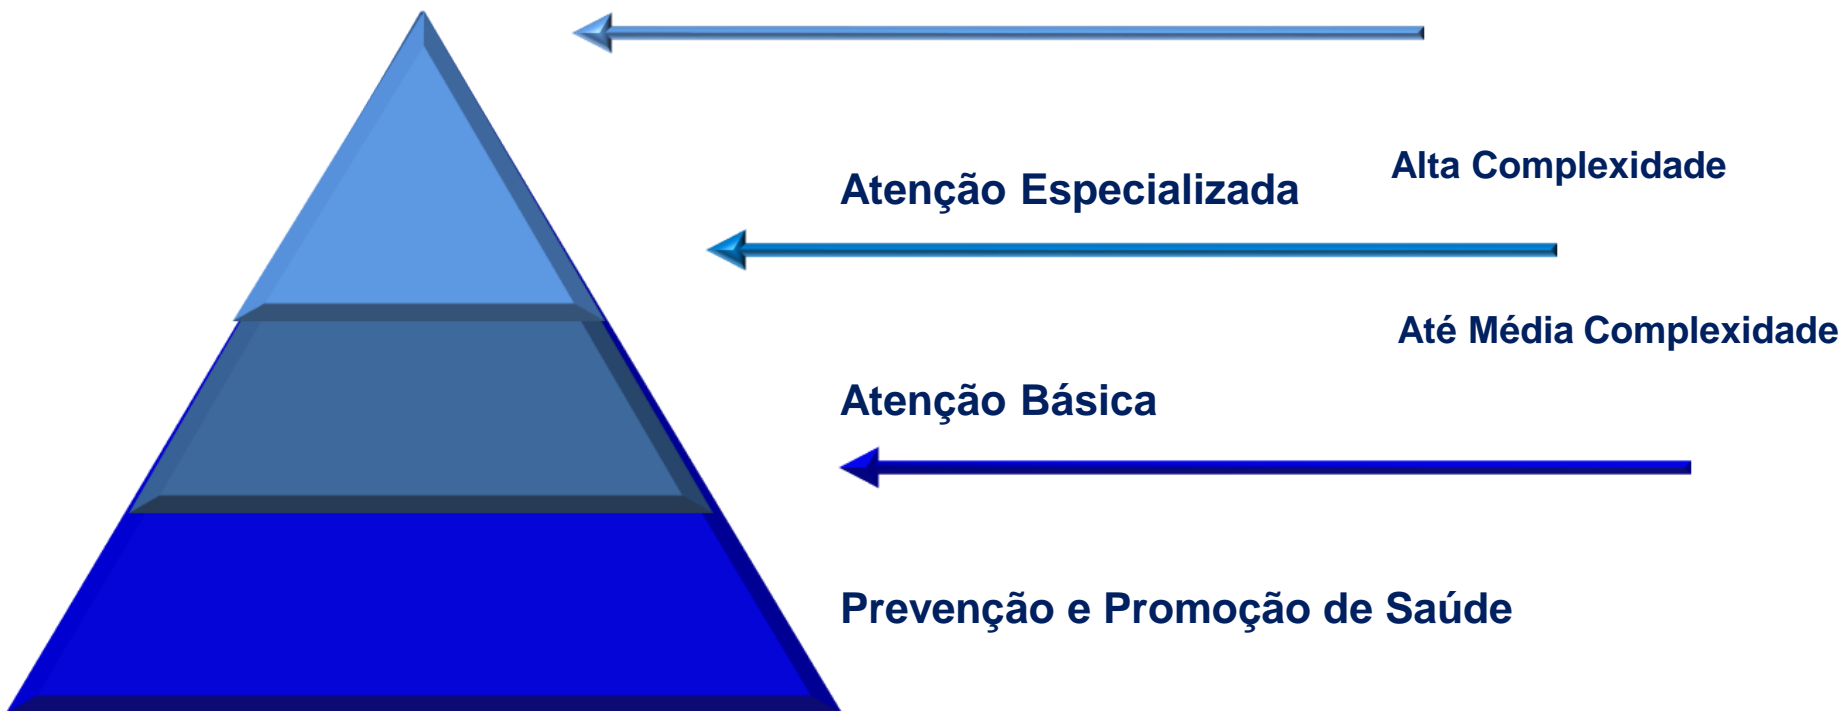 Alta Complexidade
Atenção Especializada
Até Média Complexidade
Atenção Básica
Prevenção e Promoção de Saúde